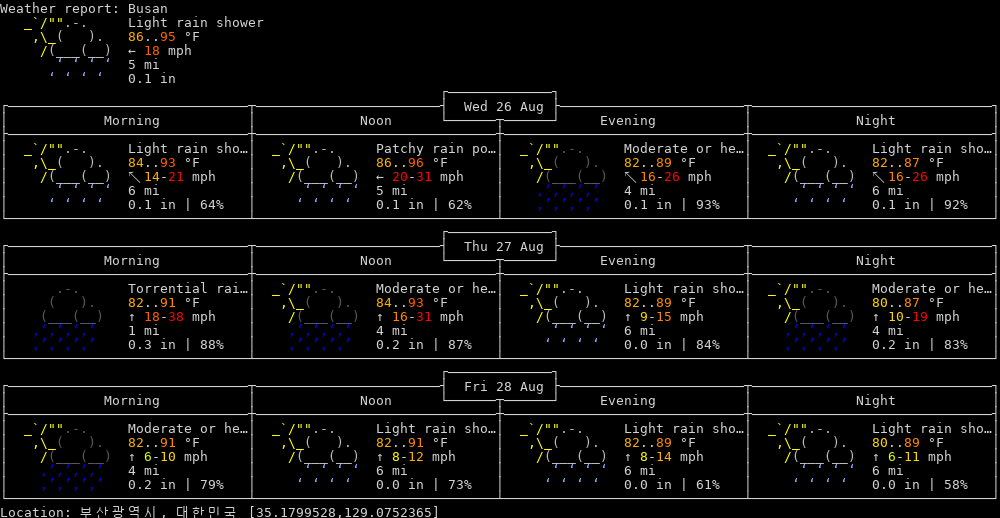 Weather report: Busan
Light rain shower
86..95 °F
← 18 mph
5 mi
0.1 in
Wed 26 Aug
Morning Noon Evening Night
Light rain sho… Patchy rain po… Moderate or he… Light rain sho…
84..93 °F 86..96 °F 82..89 °F 82..87 °F
↖ 14-21 mph ← 20-31 mph ↖ 16-26 mph ↖ 16-26 mph
6 mi 5 mi 4 mi 6 mi
0.1 in | 64% 0.1 in | 62% 0.1 in | 93% 0.1 in | 92%
Thu 27 Aug
Morning Noon Evening Night
Torrential rai… Moderate or he… Light rain sho… Moderate or he…
82..91 °F 84..93 °F 82..89 °F 80..87 °F
↑ 18-38 mph ↑ 16-31 mph ↑ 9-15 mph ↑ 10-19 mph
1 mi 4 mi 6 mi 4 mi
0.3 in | 88% 0.2 in | 87% 0.0 in | 84% 0.2 in | 83%
Fri 28 Aug
Morning Noon Evening Night
Moderate or he… Light rain sho… Light rain sho… Light rain sho…
82..91 °F 82..91 °F 82..89 °F 80..89 °F
↑ 6-10 mph ↑ 8-12 mph ↑ 8-14 mph ↑ 6-11 mph
4 mi 6 mi 6 mi 6 mi
0.2 in | 79% 0.0 in | 73% 0.0 in | 61% 0.0 in | 58%
Location: 부산광역시, 대한민국 [35.1799528,129.0752365]